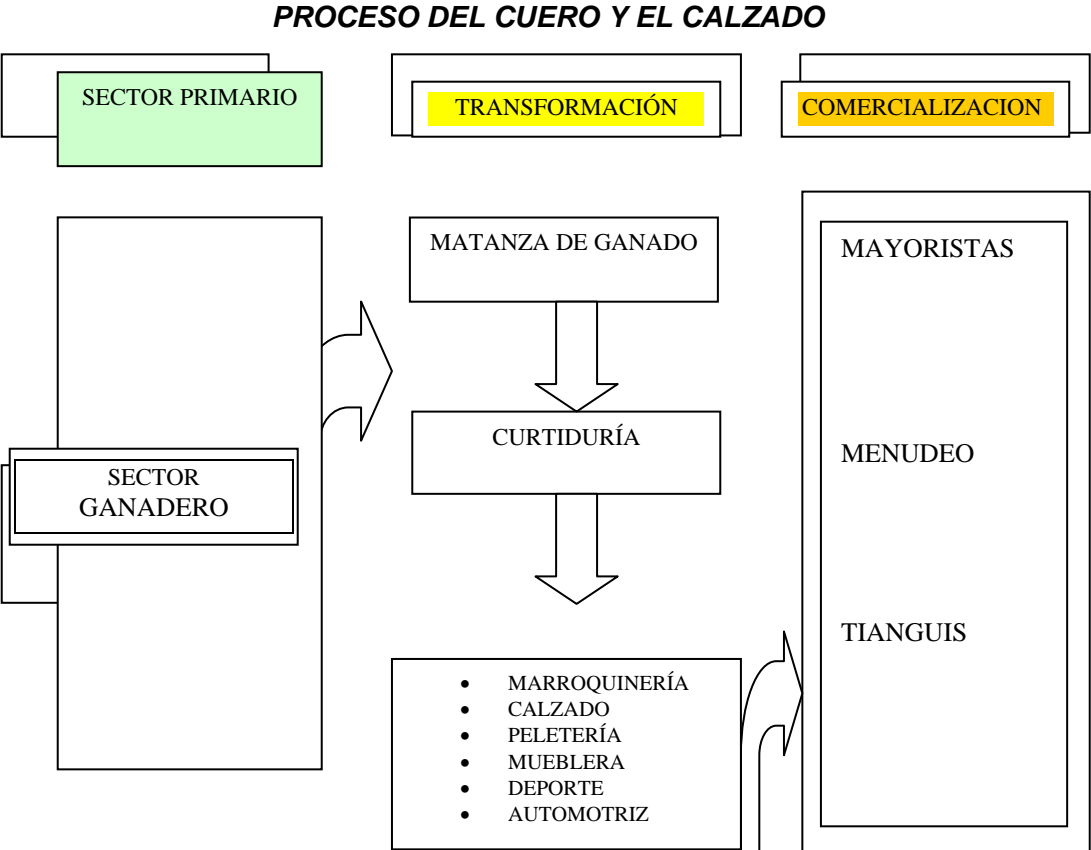 PROCESO DEL CUERO Y EL CALZADO
SECTOR PRIMARIO
TRANSFORMACIÓN
COMERCIALIZACION
SECTOR
GANADERO
MATANZA DE GANADO
CURTIDURÍA
• MARROQUINERÍA
• CALZADO
• PELETERÍA
• MUEBLERA
• DEPORTE
• AUTOMOTRIZ
MAYORISTAS
MENUDEO
TIANGUIS